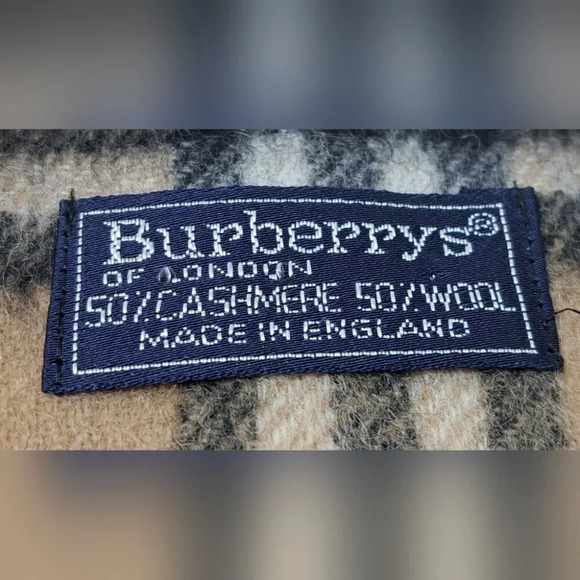 Burberrys®
OF LONDON
50% CASHMERE 50% WOOL
MADE IN ENGLAND